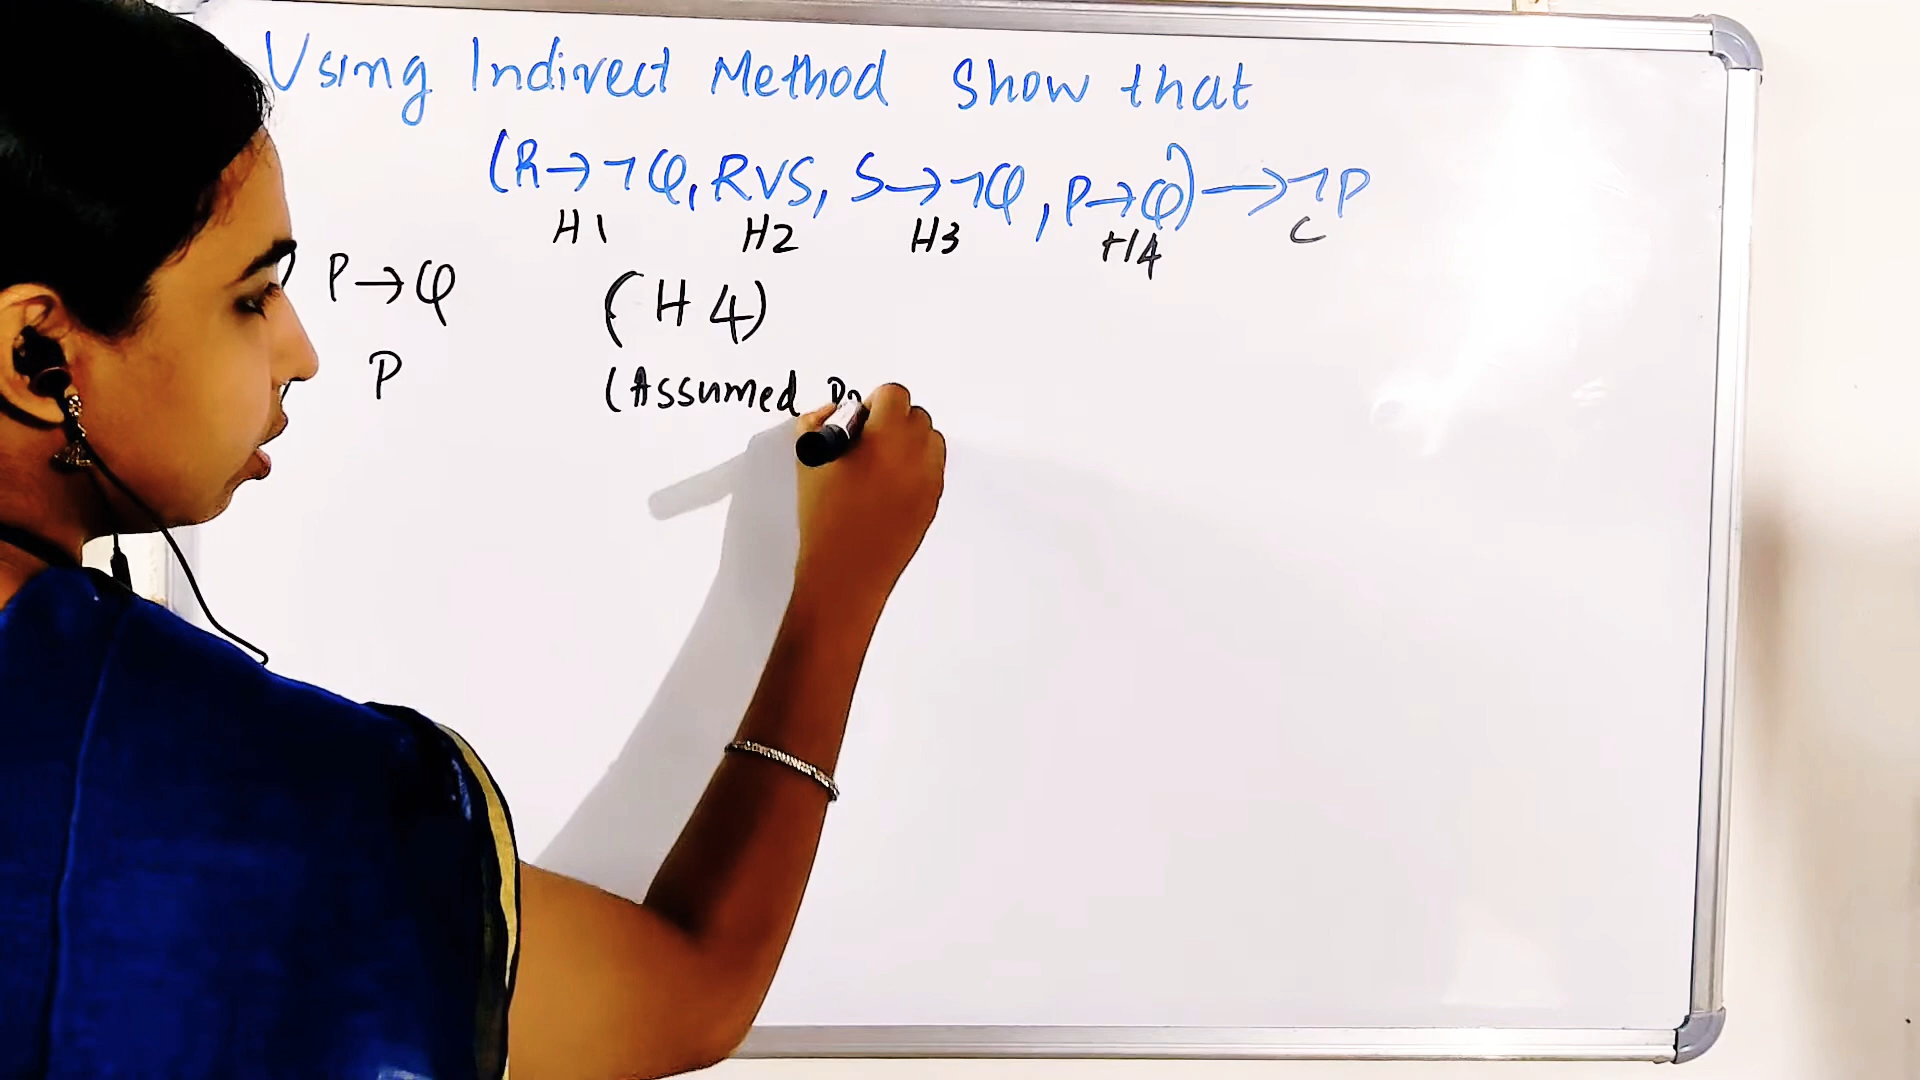 Using Indirect Method Show that
(R→¬Q, RVS, S→¬Q, P→Q)→¬P
H1 H2 H3 H4 C
P→Q (H4)
P (Assumed